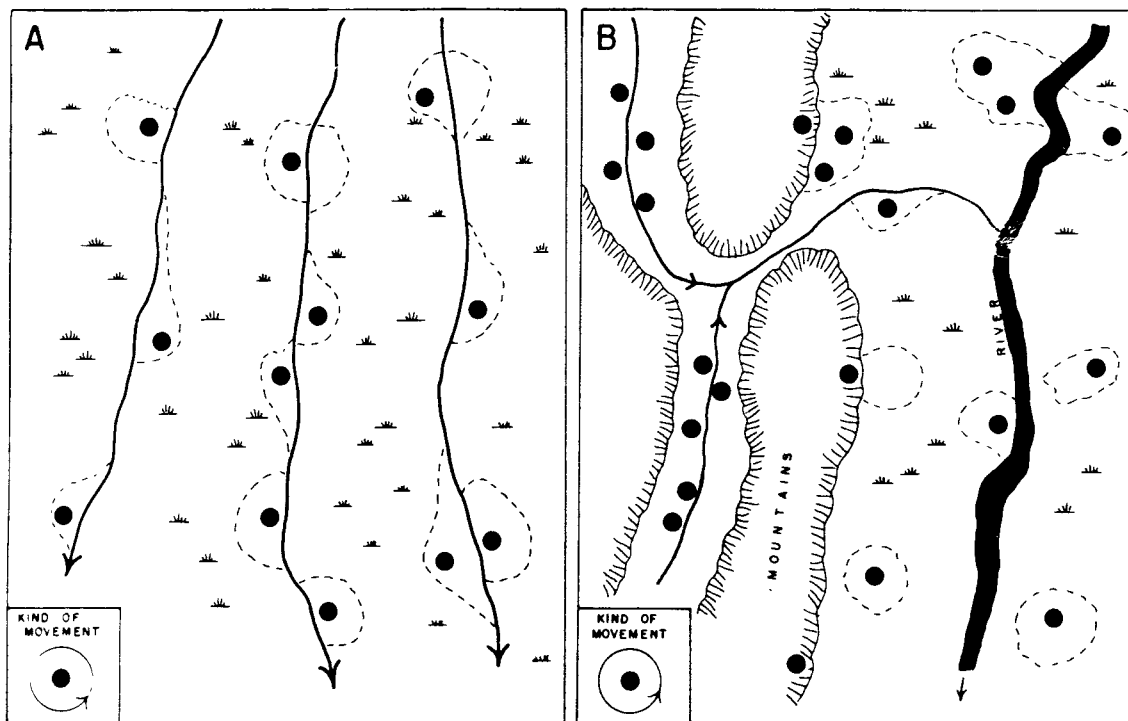 A
KIND OF
MOVEMENT
B
RIVER
MOUNTAINS
KIND OF
MOVEMENT